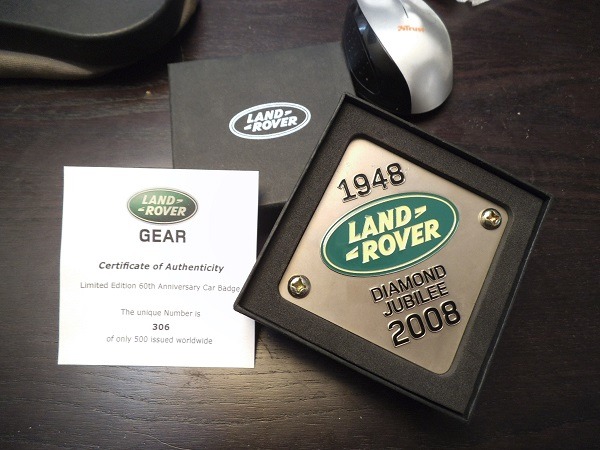 Trust
LAND
ROVER
LAND
ROVER
GEAR
Certificate of Authenticity
Limited Edition 60th Anniversary Car Badge
The unique Number is
306
of only 500 issued worldwide
1948
LAND
ROVER
DIAMOND
JUBILEE
2008